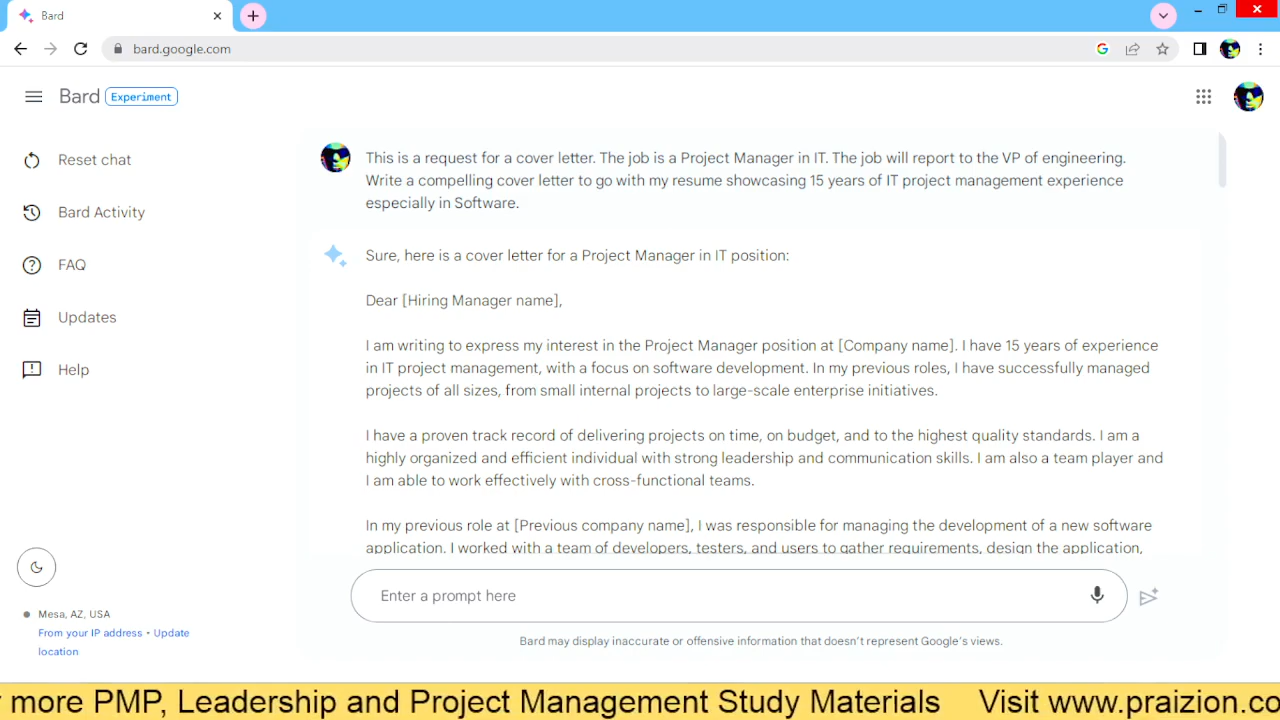 Bard
bard.google.com
Bard Experiment
Reset chat
Bard Activity
FAQ
Updates
Help
Mesa, AZ, USA
From your IP address • Update
location
This is a request for a cover letter. The job is a Project Manager in IT. The job will report to the VP of engineering.
Write a compelling cover letter to go with my resume showcasing 15 years of IT project management experience
especially in Software.
Sure, here is a cover letter for a Project Manager in IT position:
Dear [Hiring Manager name],
I am writing to express my interest in the Project Manager position at [Company name]. I have 15 years of experience
in IT project management, with a focus on software development. In my previous roles, I have successfully managed
projects of all sizes, from small internal projects to large-scale enterprise initiatives.
I have a proven track record of delivering projects on time, on budget, and to the highest quality standards. I am a
highly organized and efficient individual with strong leadership and communication skills. I am also a team player and
I am able to work effectively with cross-functional teams.
In my previous role at [Previous company name], I was responsible for managing the development of a new software
application. I worked with a team of developers, testers, and users to gather requirements, design the application,
Enter a prompt here
Bard may display inaccurate or offensive information that doesn't represent Google's views.
more PMP, Leadership and Project Management Study Materials Visit www.praizion.co